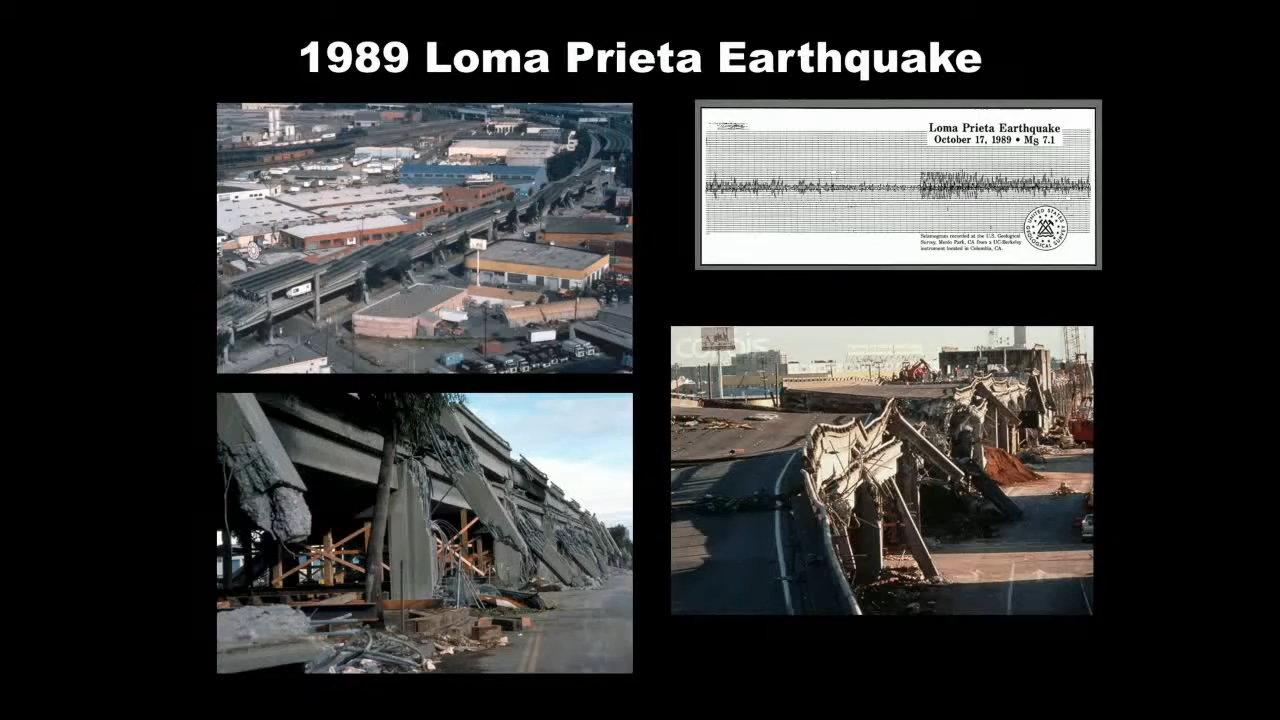 1989 Loma Prieta Earthquake
Loma Prieta Earthquake
October 17, 1989 • MS 7.1
Seismogram recorded at the U.S. Geological
Survey, Menlo Park, CA from a UC-Berkeley
instrument located in Columbia, CA.